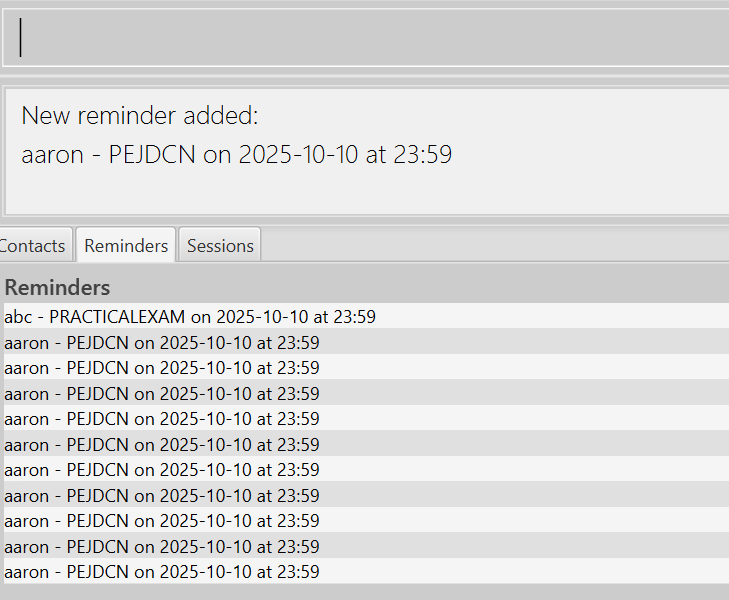 New reminder added:
aaron - PEJDCN on 2025-10-10 at 23:59
Contacts Reminders Sessions
Reminders
abc - PRACTICALEXAM on 2025-10-10 at 23:59
aaron - PEJDCN on 2025-10-10 at 23:59
aaron - PEJDCN on 2025-10-10 at 23:59
aaron - PEJDCN on 2025-10-10 at 23:59
aaron - PEJDCN on 2025-10-10 at 23:59
aaron - PEJDCN on 2025-10-10 at 23:59
aaron - PEJDCN on 2025-10-10 at 23:59
aaron - PEJDCN on 2025-10-10 at 23:59
aaron - PEJDCN on 2025-10-10 at 23:59
aaron - PEJDCN on 2025-10-10 at 23:59
aaron - PEJDCN on 2025-10-10 at 23:59